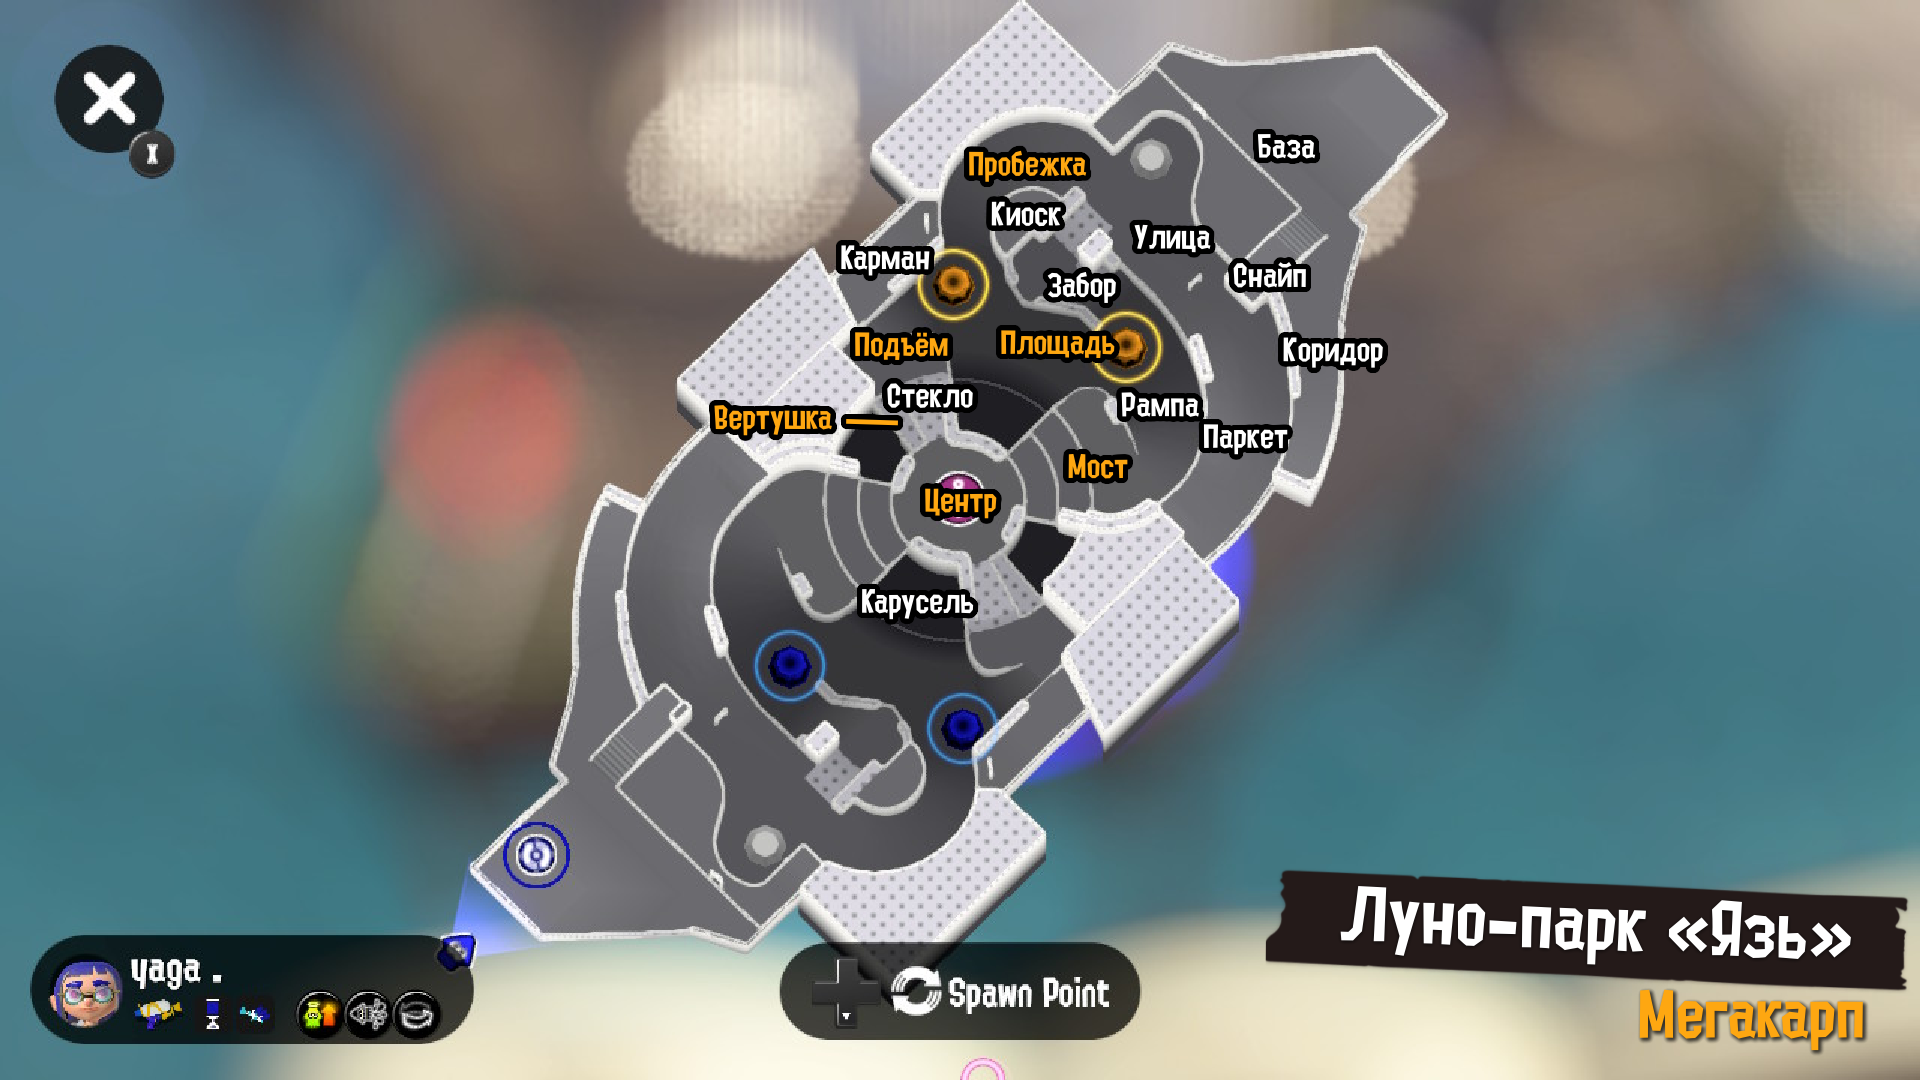 База
Пробежка
Киоск
Улица
Карман
Снайп
Забор
Подъём
Площадь
Коридор
Стекло
Рампа
Вертушка
Паркет
Мост
Центр
Карусель
Луно-парк «Язь»
Мегакарп
yaga .
Spawn Point